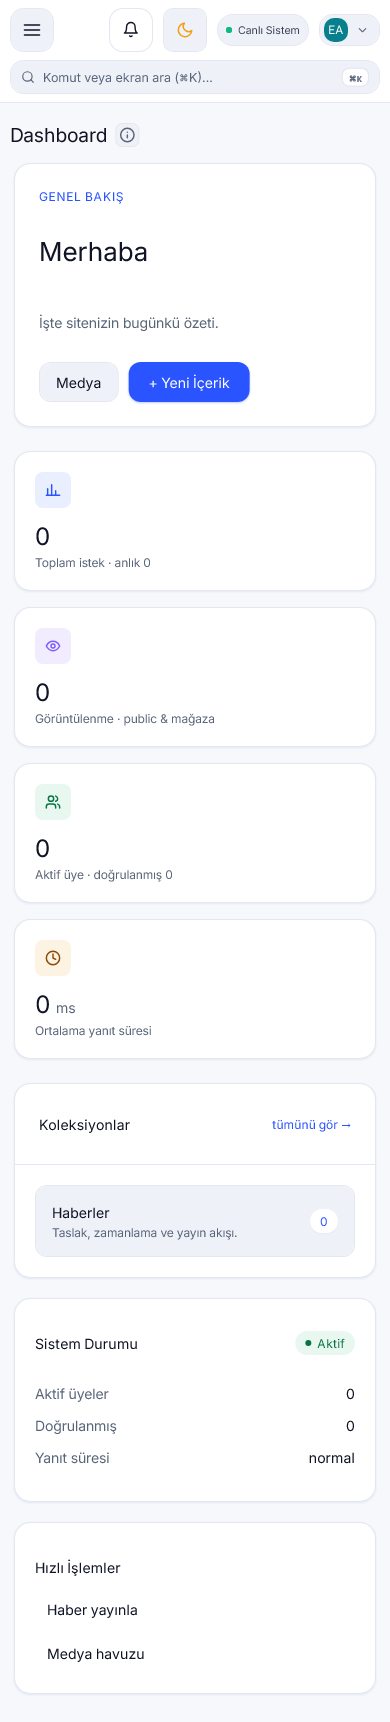 Canlı Sistem
EA
Komut veya ekran ara (⌘K)...
⌘K
Dashboard
GENEL BAKIŞ
Merhaba
İşte sitenizin bugünkü özeti.
Medya
+ Yeni İçerik
0
Toplam istek · anlık 0
0
Görüntülenme · public & mağaza
0
Aktif üye · doğrulanmış 0
0 ms
Ortalama yanıt süresi
Koleksiyonlar
tümünü gör →
Haberler
Taslak, zamanlama ve yayın akışı.
0
Sistem Durumu
Aktif
Aktif üyeler 0
Doğrulanmış 0
Yanıt süresi normal
Hızlı İşlemler
Haber yayınla
Medya havuzu